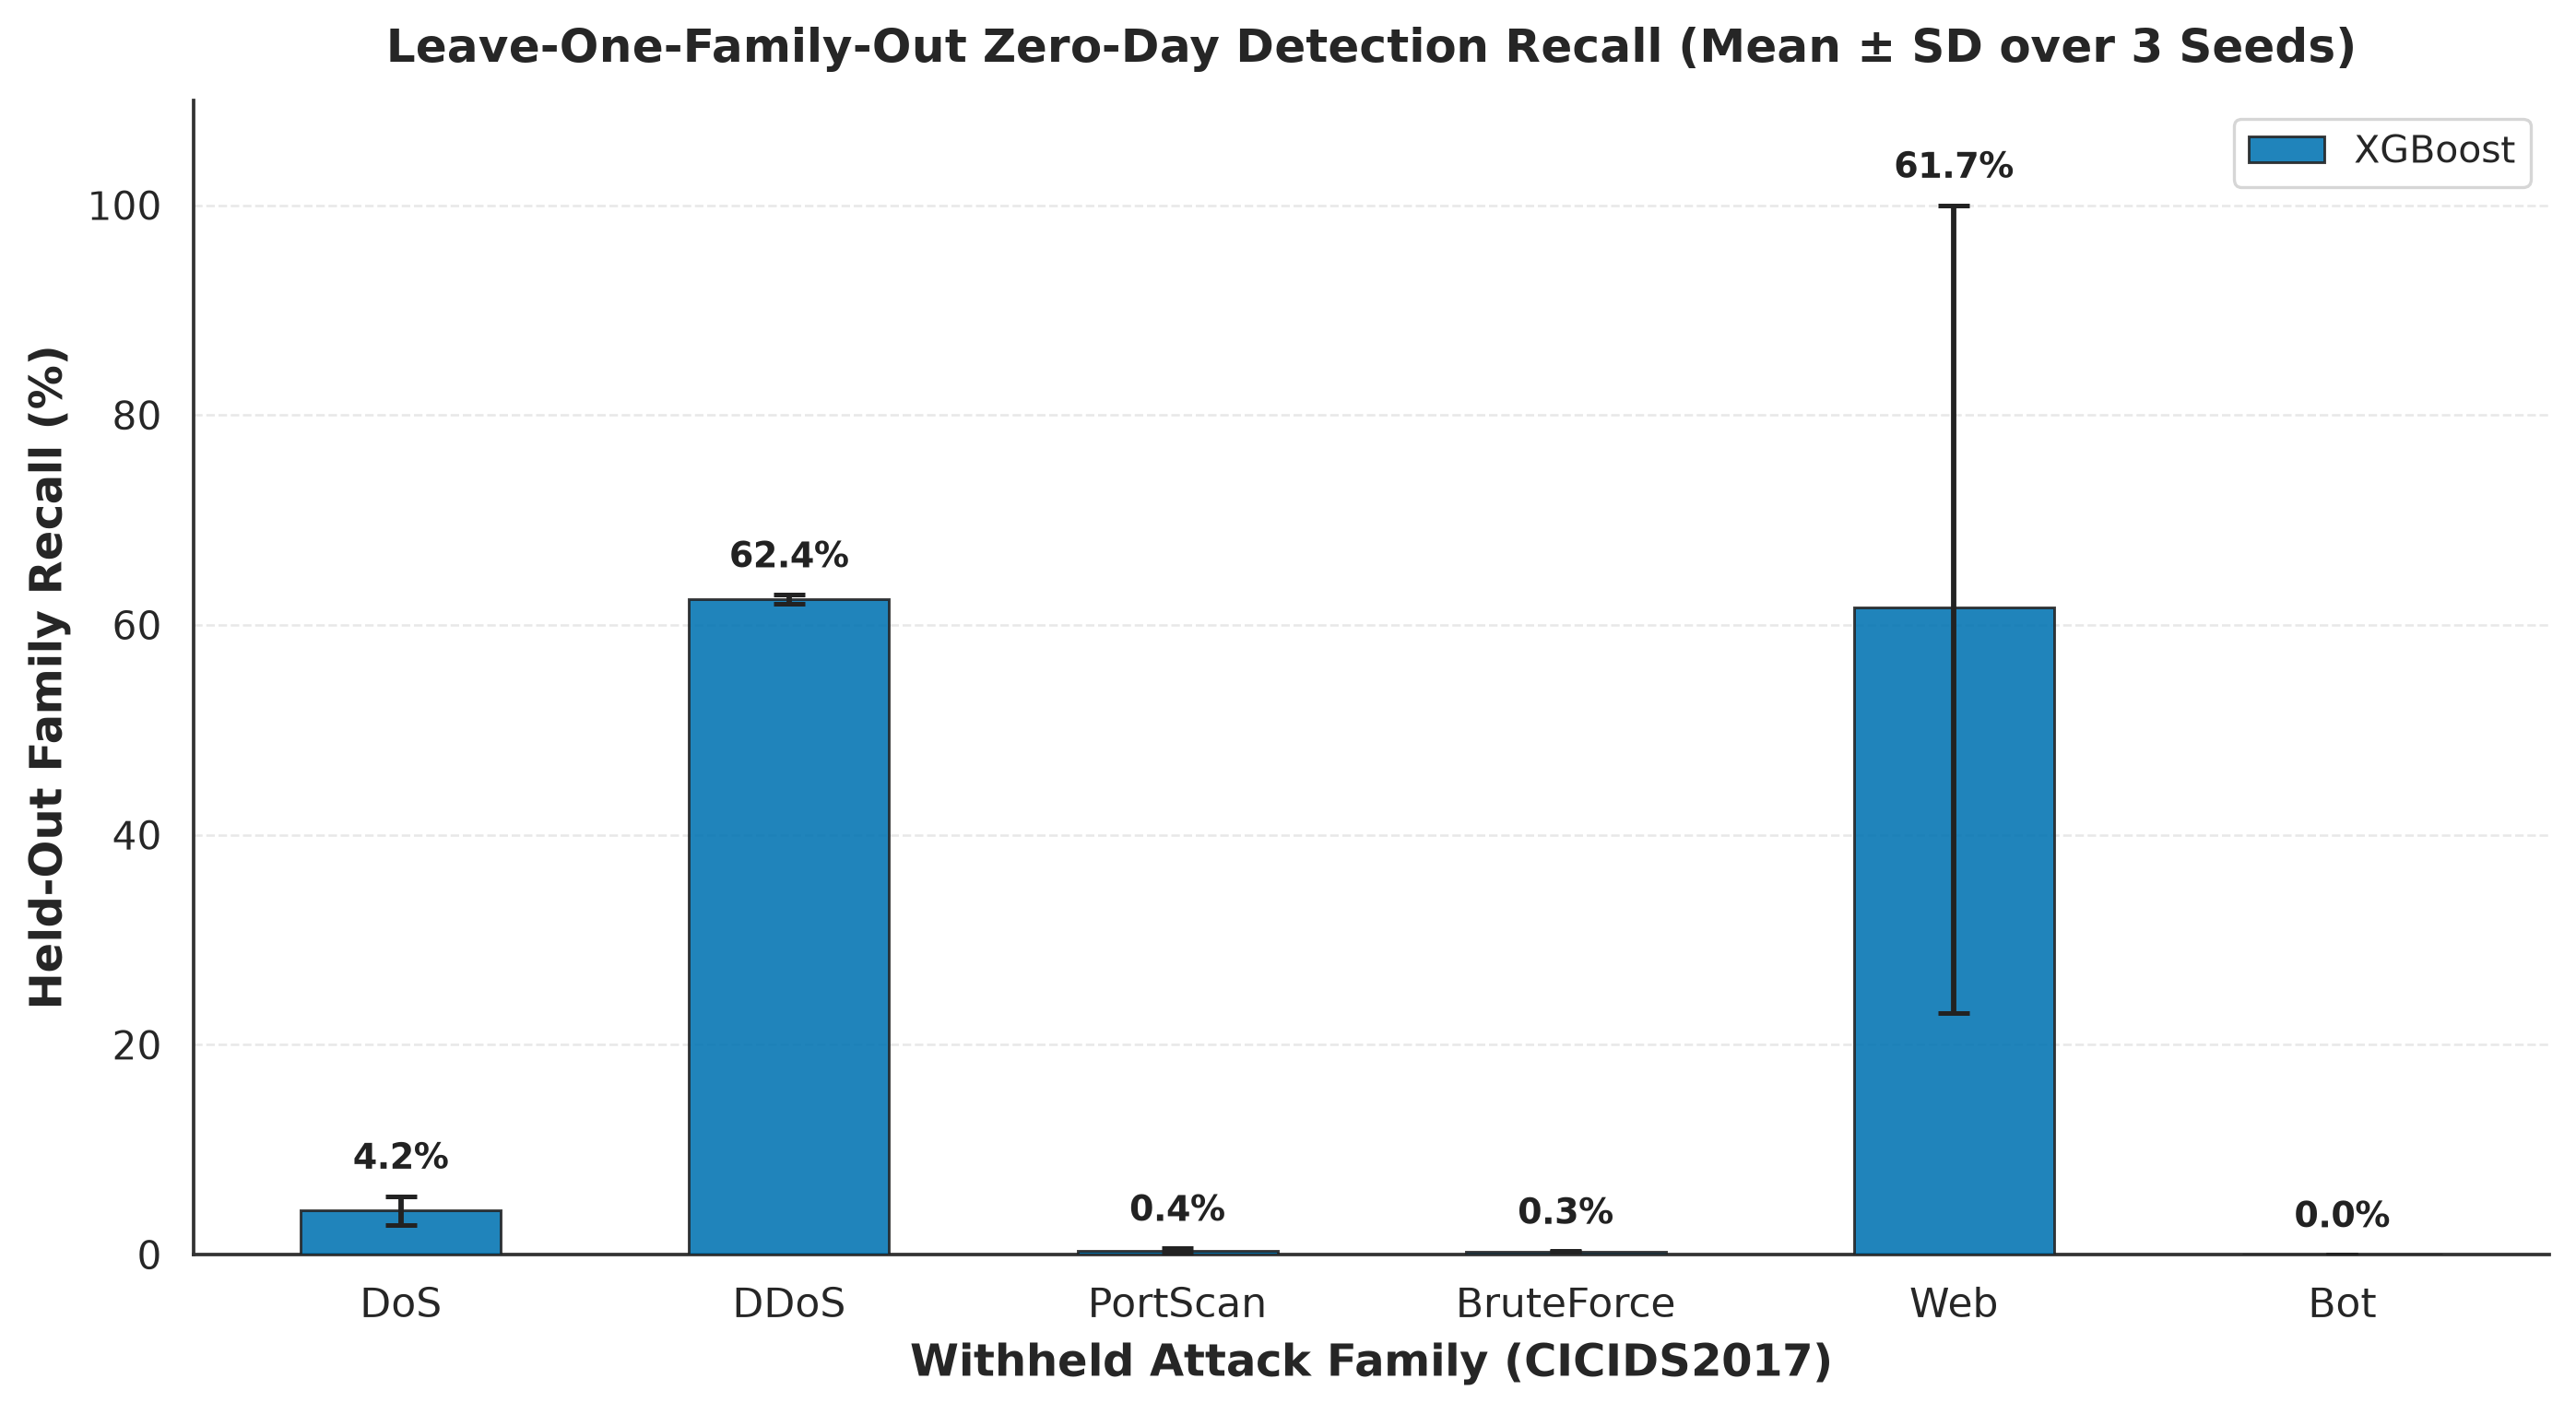 Leave-One-Family-Out Zero-Day Detection Recall (Mean ± SD over 3 Seeds)
XGBoost
Held-Out Family Recall (%)
100
80
60
40
20
0
4.2%
62.4%
0.4%
0.3%
61.7%
0.0%
DoS
DDoS
PortScan
BruteForce
Web
Bot
Withheld Attack Family (CICIDS2017)